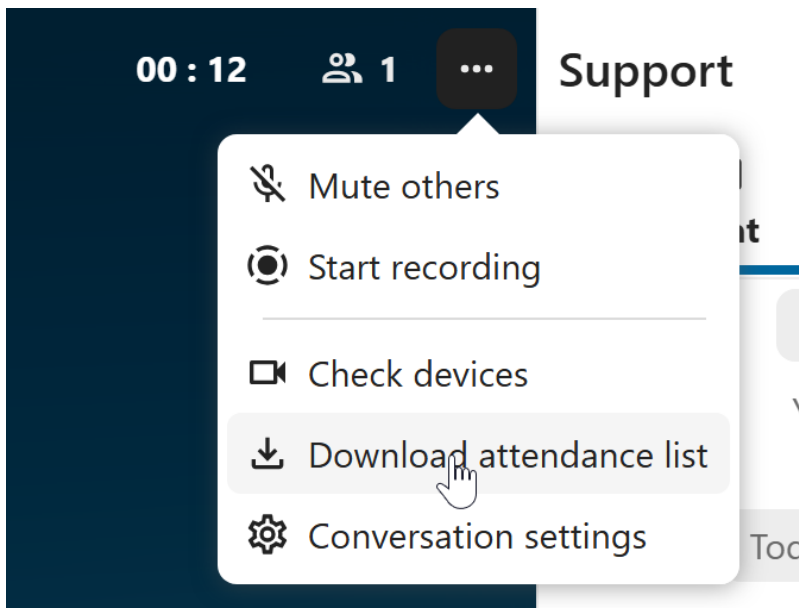 00 : 12 1 ... Support
Mute others
Start recording
Check devices
Download attendance list
Conversation settings